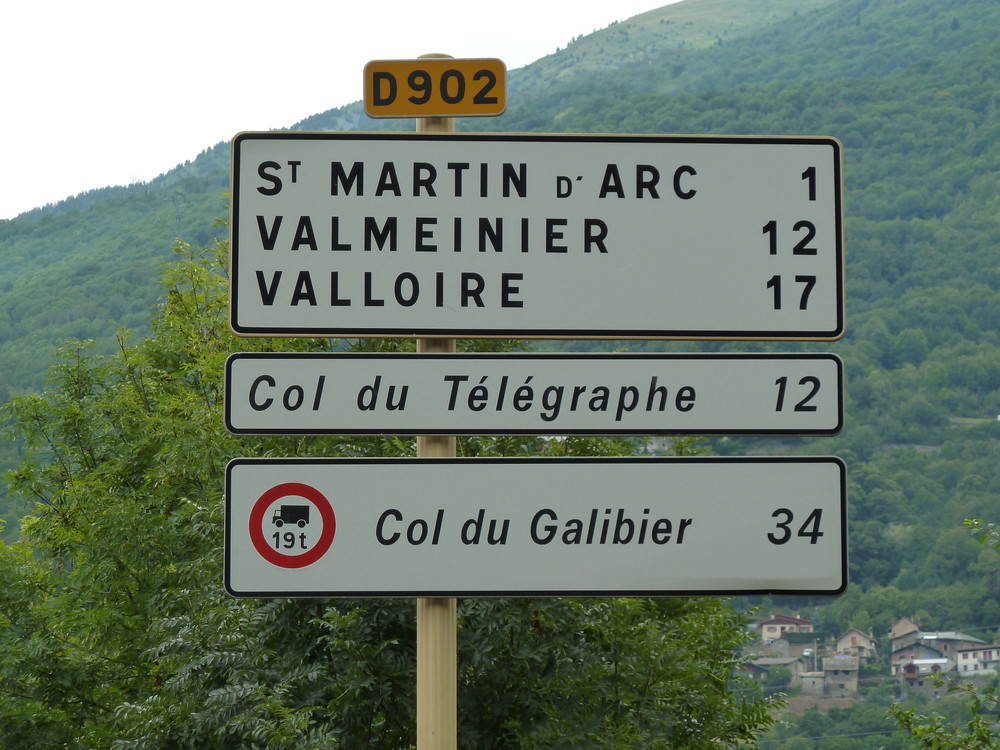 D902
ST MARTIN D'ARC 1
VALMEINIER 12
VALLOIRE 17
Col du Télégraphe 12
19t Col du Galibier 34